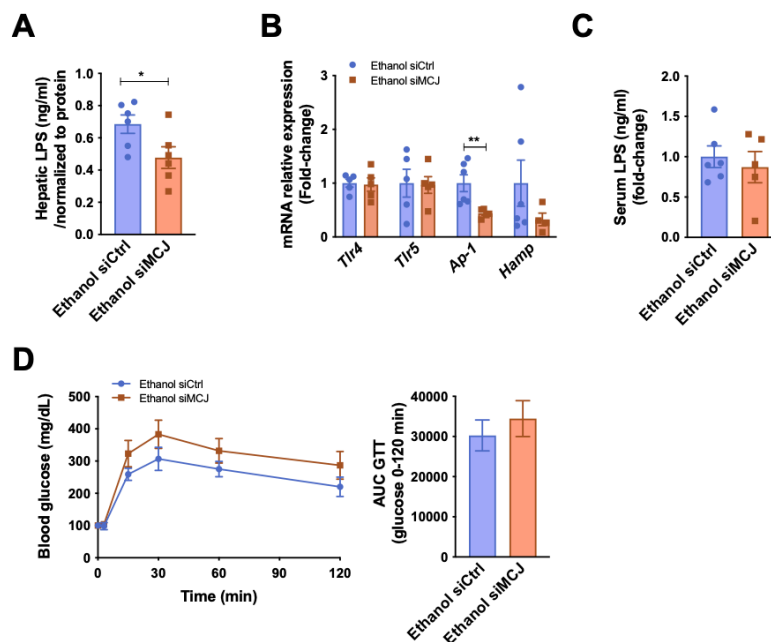 A
Hepatic LPS (ng/ml)
/normalized to protein
1.0
0.8
0.6
0.4
0.2
0.0
*
Ethanol siCtrl
Ethanol siMCJ
B
Ethanol siCtrl
Ethanol siMCJ
mRNA relative expression
(Fold-change)
3
2
1
0
**
Tlr4
Tlr5
Ap-1
Hamp
C
Serum LPS (ng/ml)
(fold-change)
2.0
1.5
1.0
0.5
0.0
Ethanol siCtrl
Ethanol siMCJ
D
Ethanol siCtrl
Ethanol siMCJ
Blood glucose (mg/dL)
500
400
300
200
100
0
0
30
60
90
120
Time (min)
AUC GTT
(glucose 0-120 min)
40000
30000
20000
10000
0
Ethanol siCtrl
Ethanol siMCJ